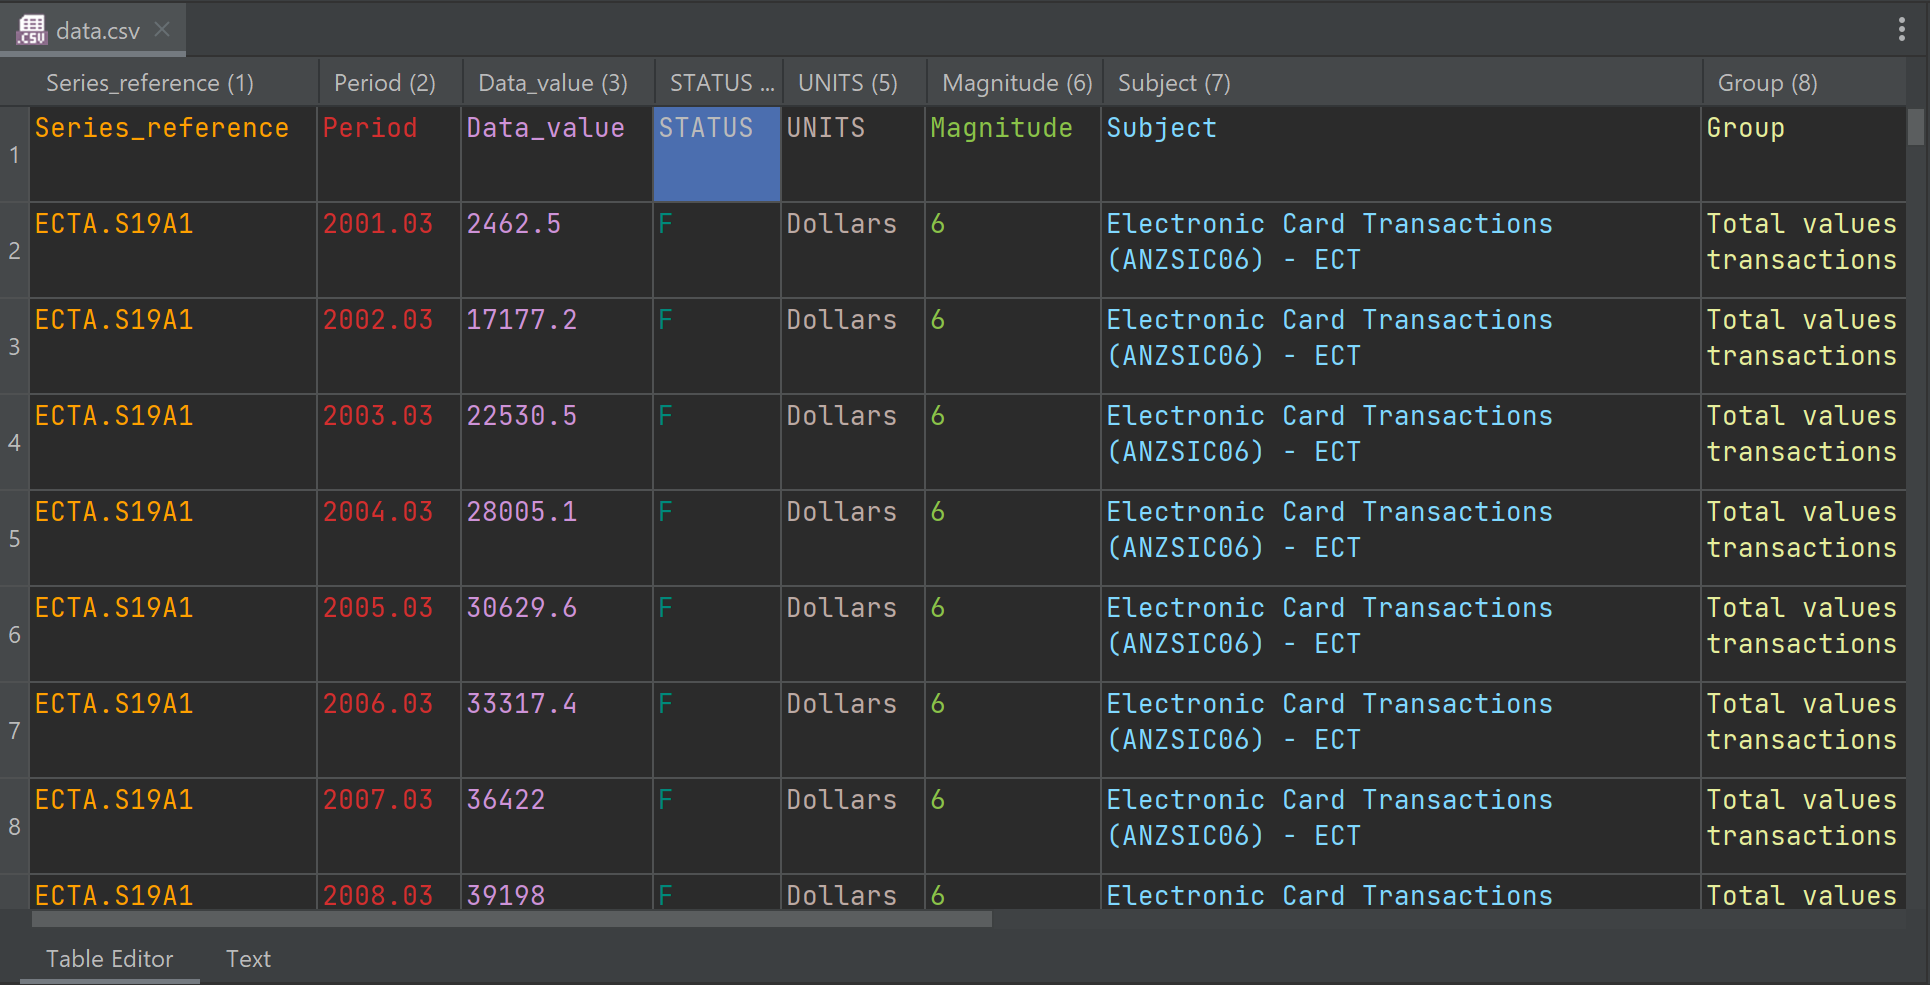 data.csv
Series_reference (1) Period (2) Data_value (3) STATUS ... UNITS (5) Magnitude (6) Subject (7) Group (8)
1 Series_reference Period Data_value STATUS UNITS Magnitude Subject Group
2 ECTA.S19A1 2001.03 2462.5 F Dollars 6 Electronic Card Transactions Total values
(ANZSIC06) - ECT transactions
3 ECTA.S19A1 2002.03 17177.2 F Dollars 6 Electronic Card Transactions Total values
(ANZSIC06) - ECT transactions
4 ECTA.S19A1 2003.03 22530.5 F Dollars 6 Electronic Card Transactions Total values
(ANZSIC06) - ECT transactions
5 ECTA.S19A1 2004.03 28005.1 F Dollars 6 Electronic Card Transactions Total values
(ANZSIC06) - ECT transactions
6 ECTA.S19A1 2005.03 30629.6 F Dollars 6 Electronic Card Transactions Total values
(ANZSIC06) - ECT transactions
7 ECTA.S19A1 2006.03 33317.4 F Dollars 6 Electronic Card Transactions Total values
(ANZSIC06) - ECT transactions
8 ECTA.S19A1 2007.03 36422 F Dollars 6 Electronic Card Transactions Total values
(ANZSIC06) - ECT transactions
ECTA.S19A1 2008.03 39198 F Dollars 6 Electronic Card Transactions Total values
Table Editor Text